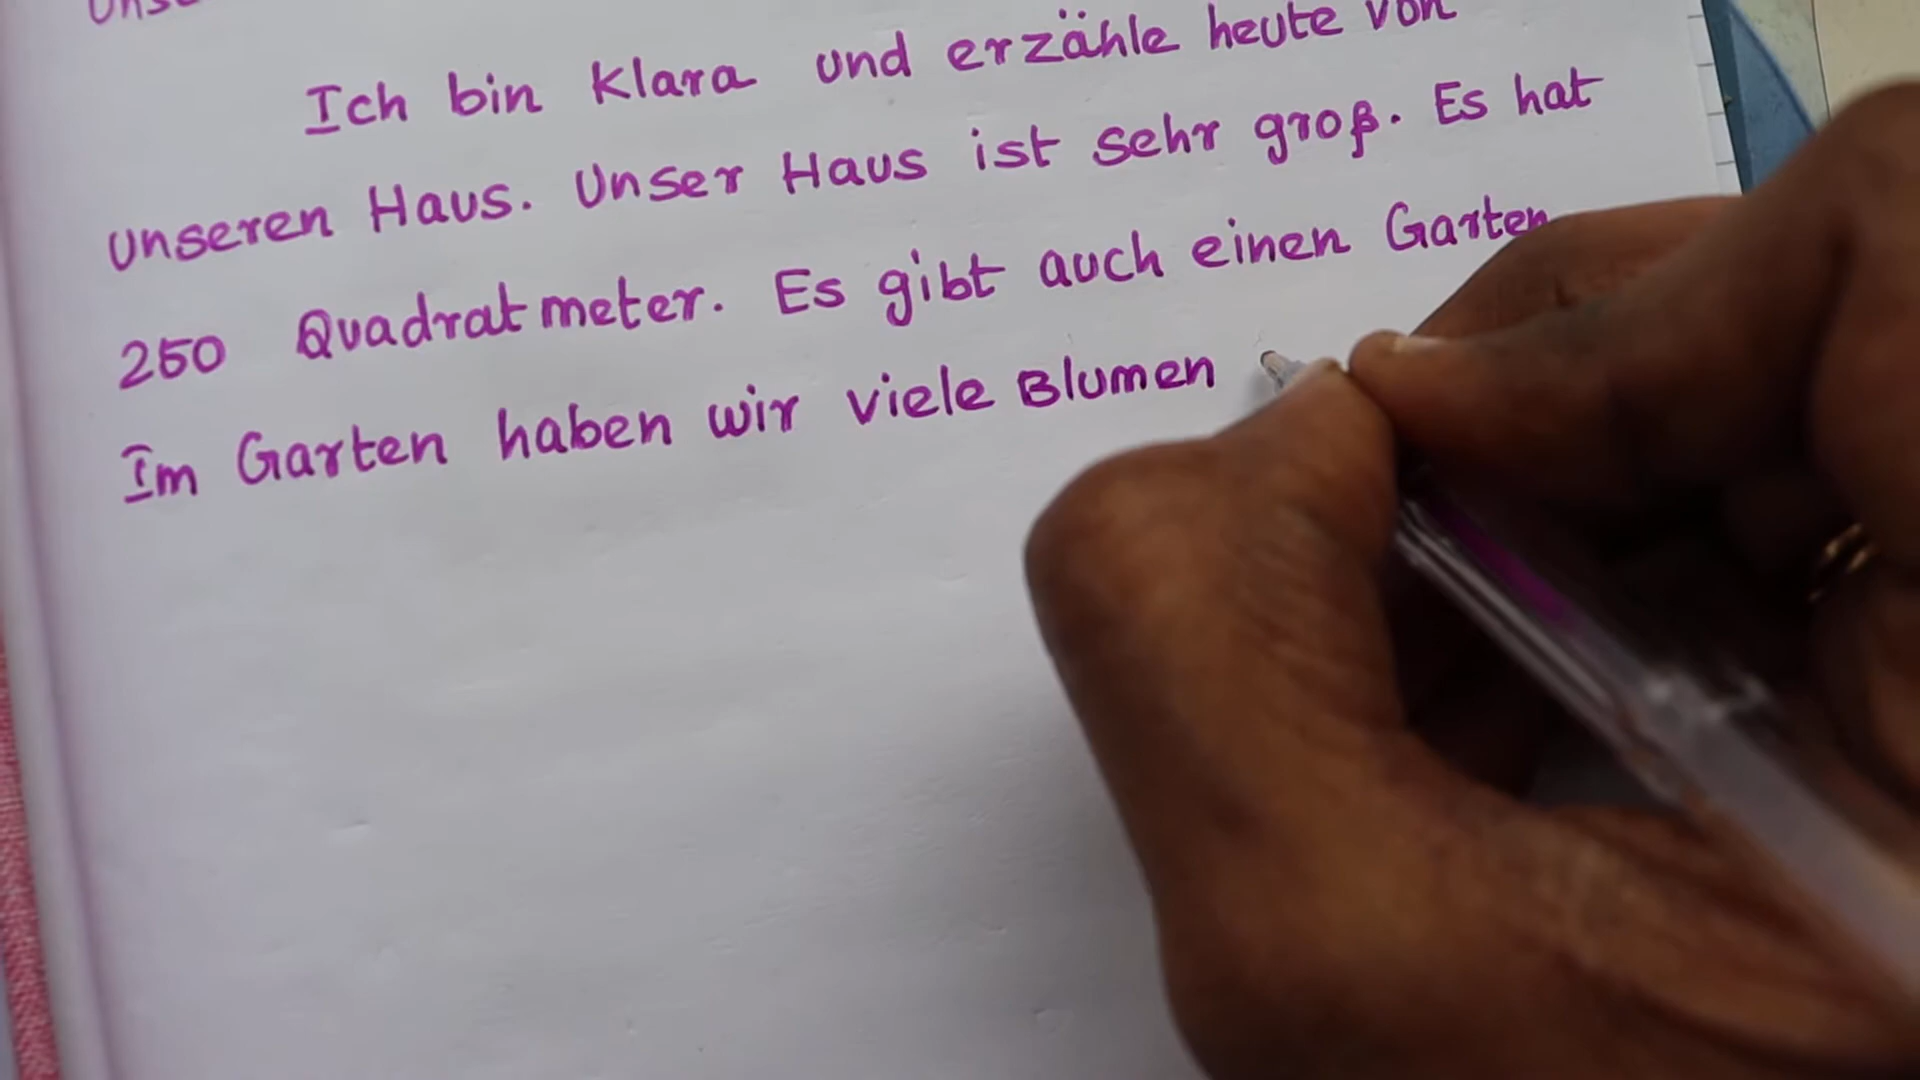 Ich bin Klara und erzähle heute von
unseren Haus. Unser Haus ist sehr groß. Es hat
250 Quadratmeter. Es gibt auch einen Garten
Im Garten haben wir viele Blumen